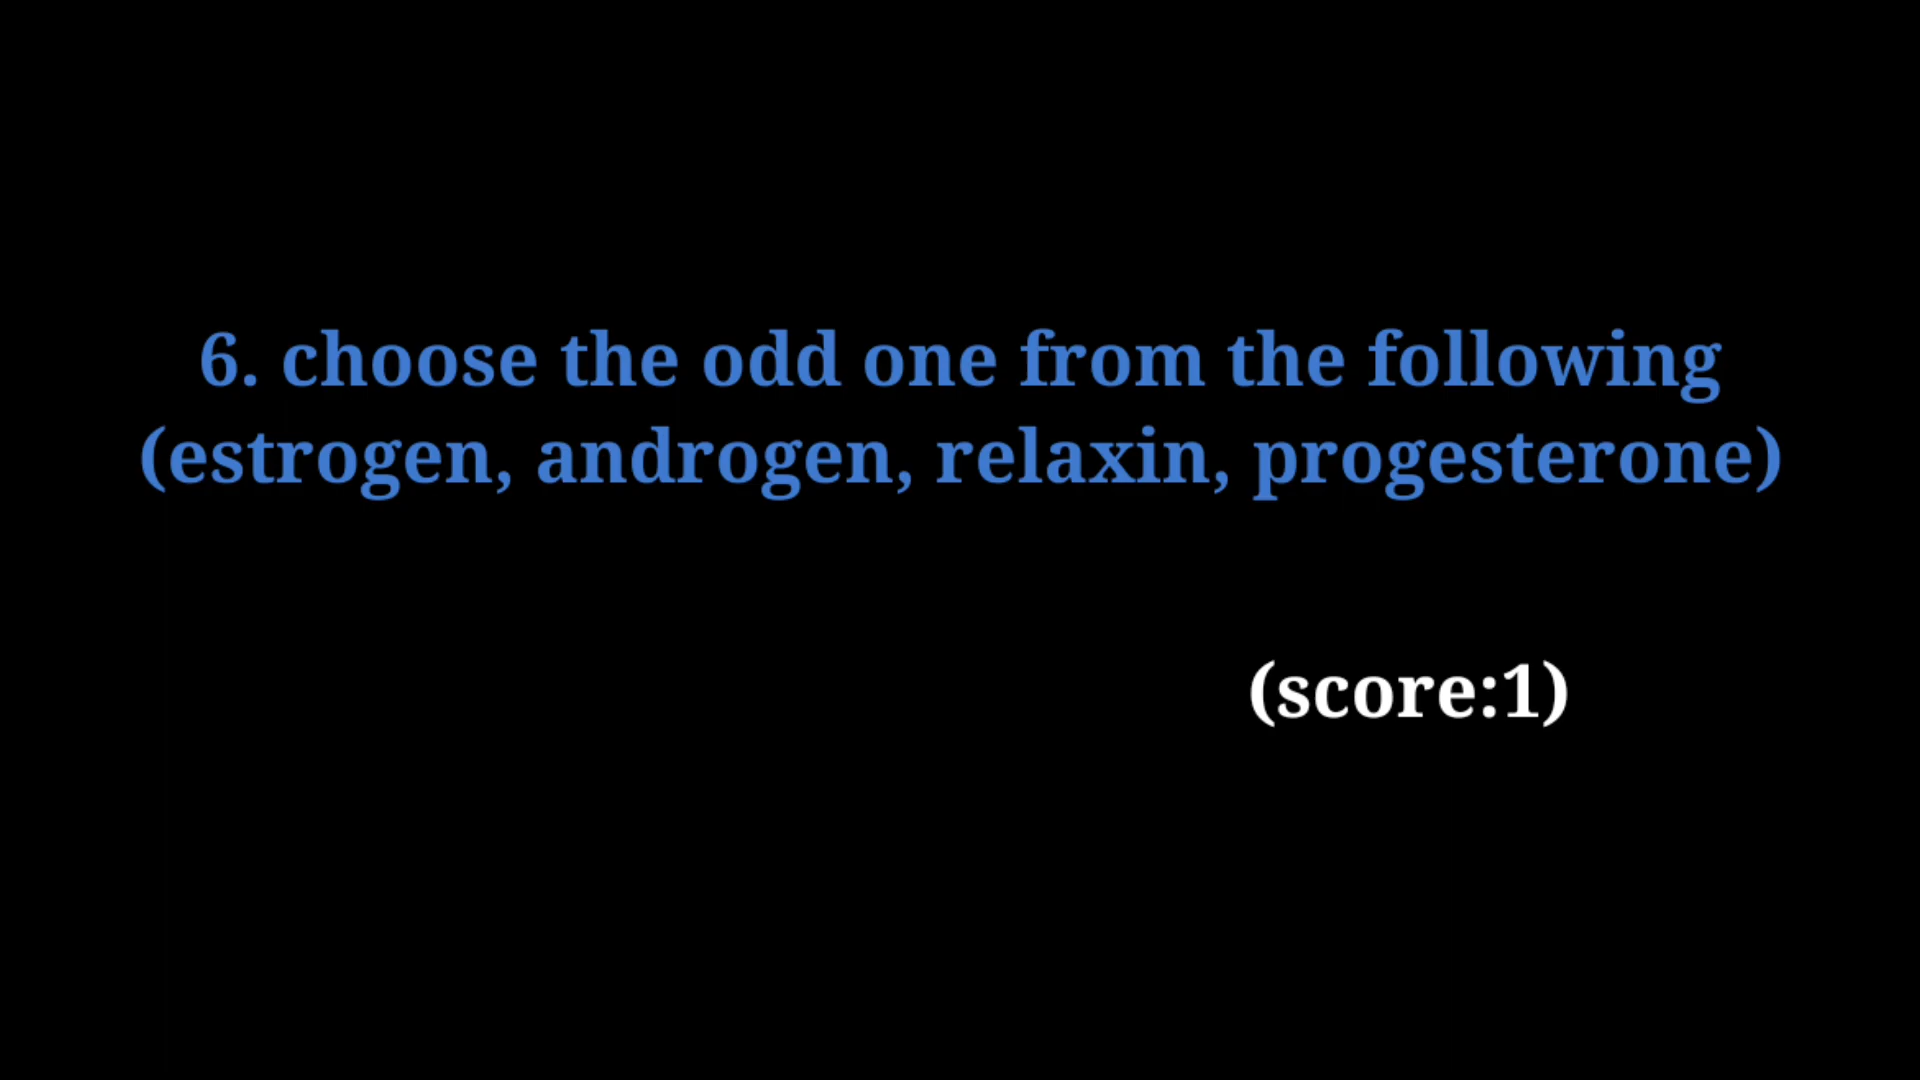 6. choose the odd one from the following
(estrogen, androgen, relaxin, progesterone)
(score:1)